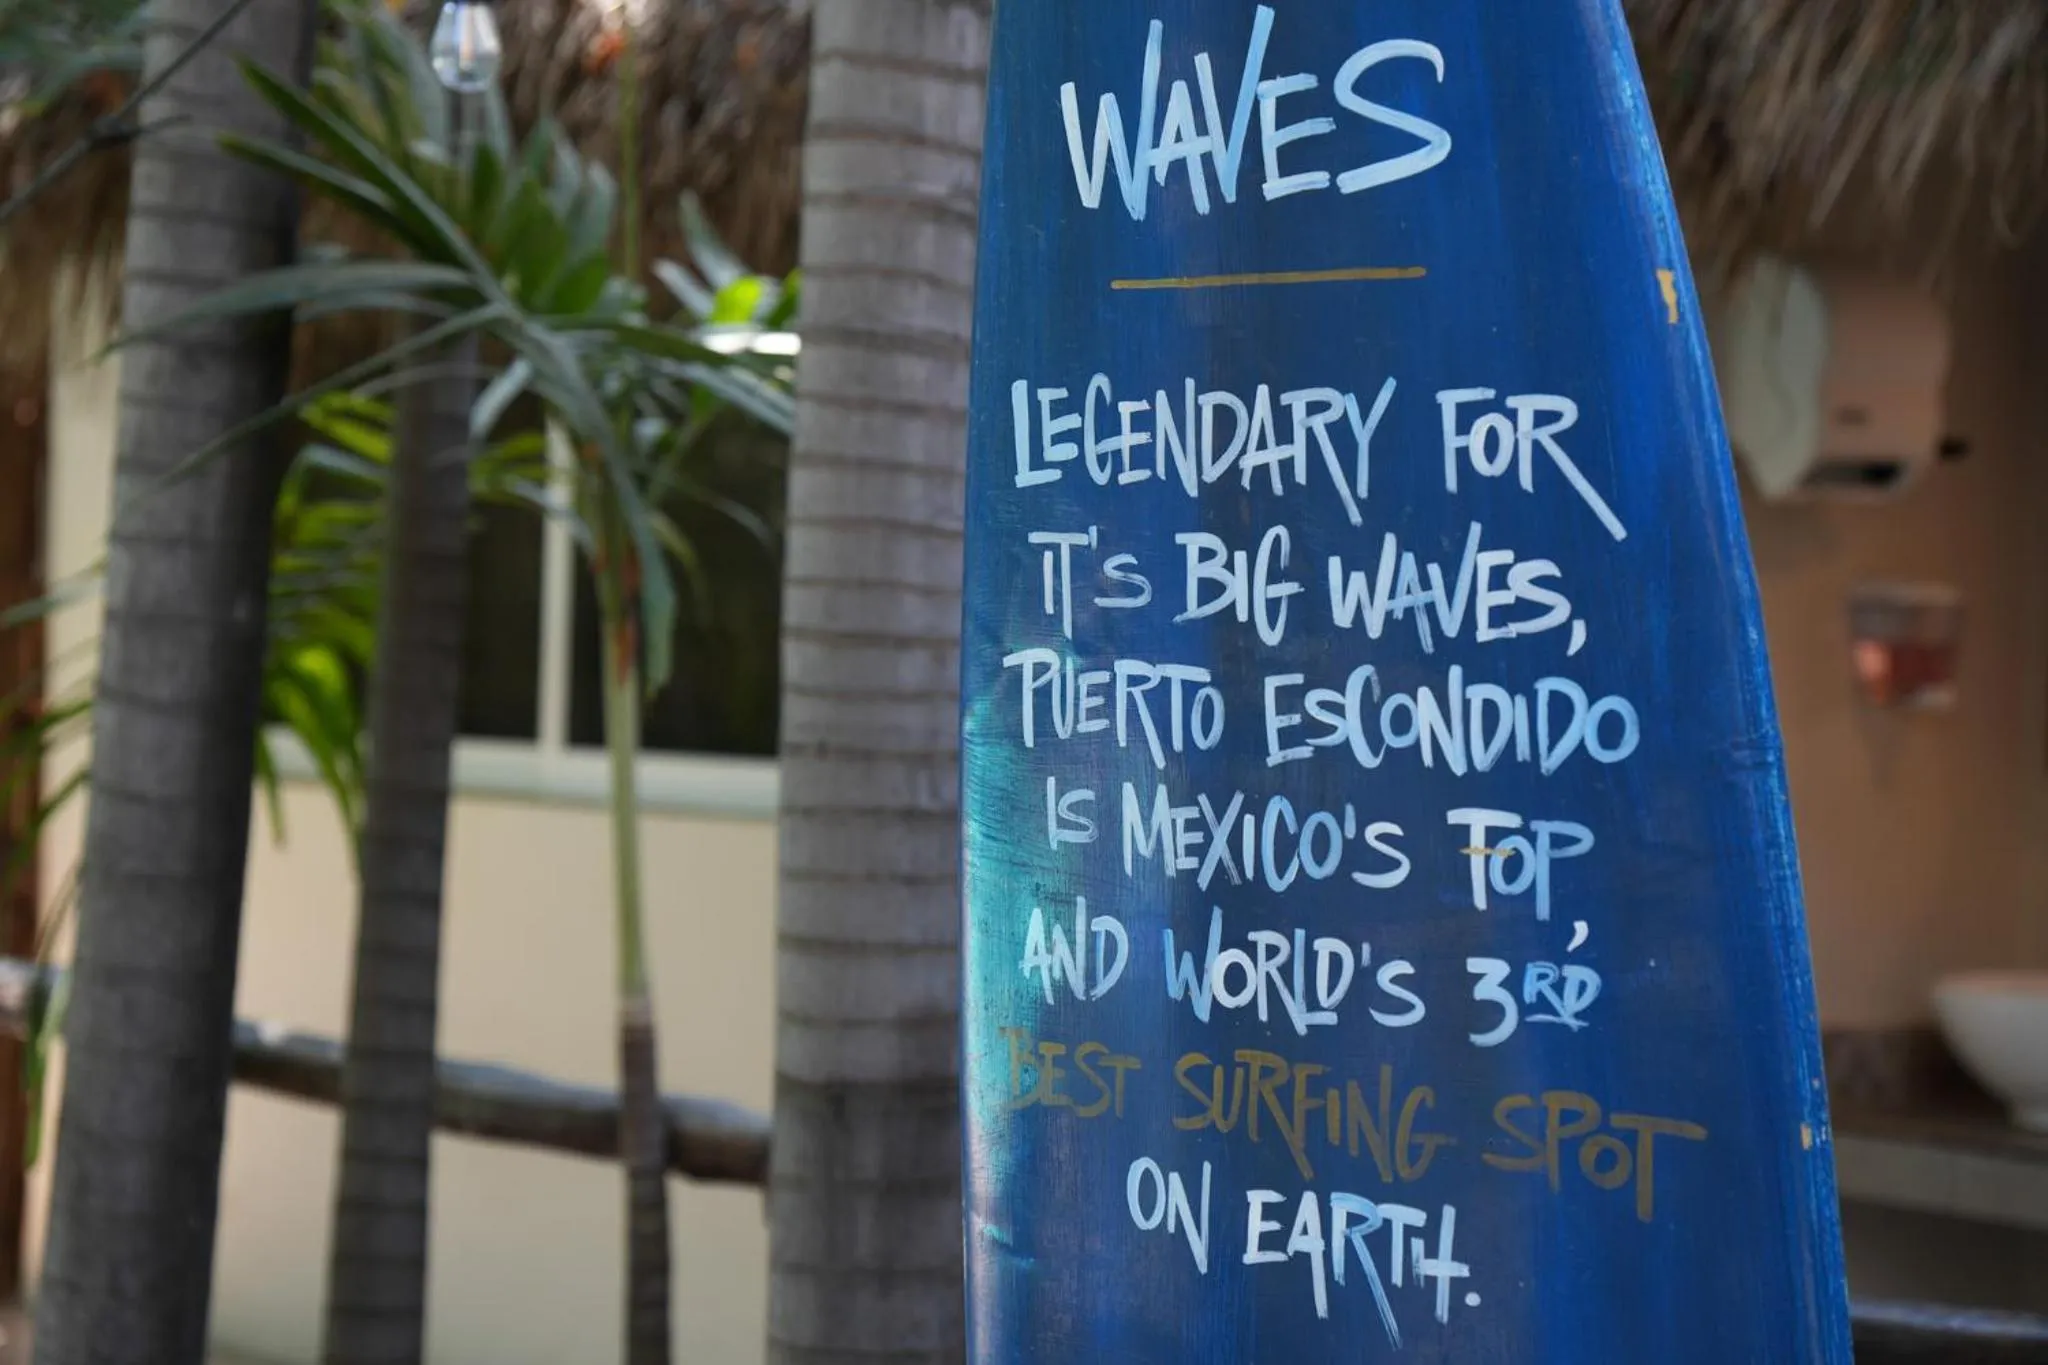 WAVES
LEGENDARY FOR
IT'S BIG WAVES,
PUERTO ESCONDIDO
IS MEXICO'S TOP,
AND WORLD'S 3RD
BEST SURFING SPOT
ON EARTH.